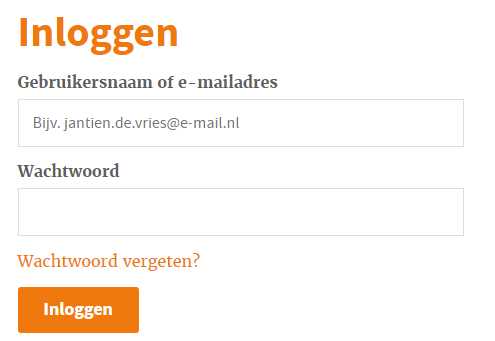 Inloggen
Gebruikersnaam of e-mailadres
Bijv. jantien.de.vries@e-mail.nl
Wachtwoord
Wachtwoord vergeten?
Inloggen